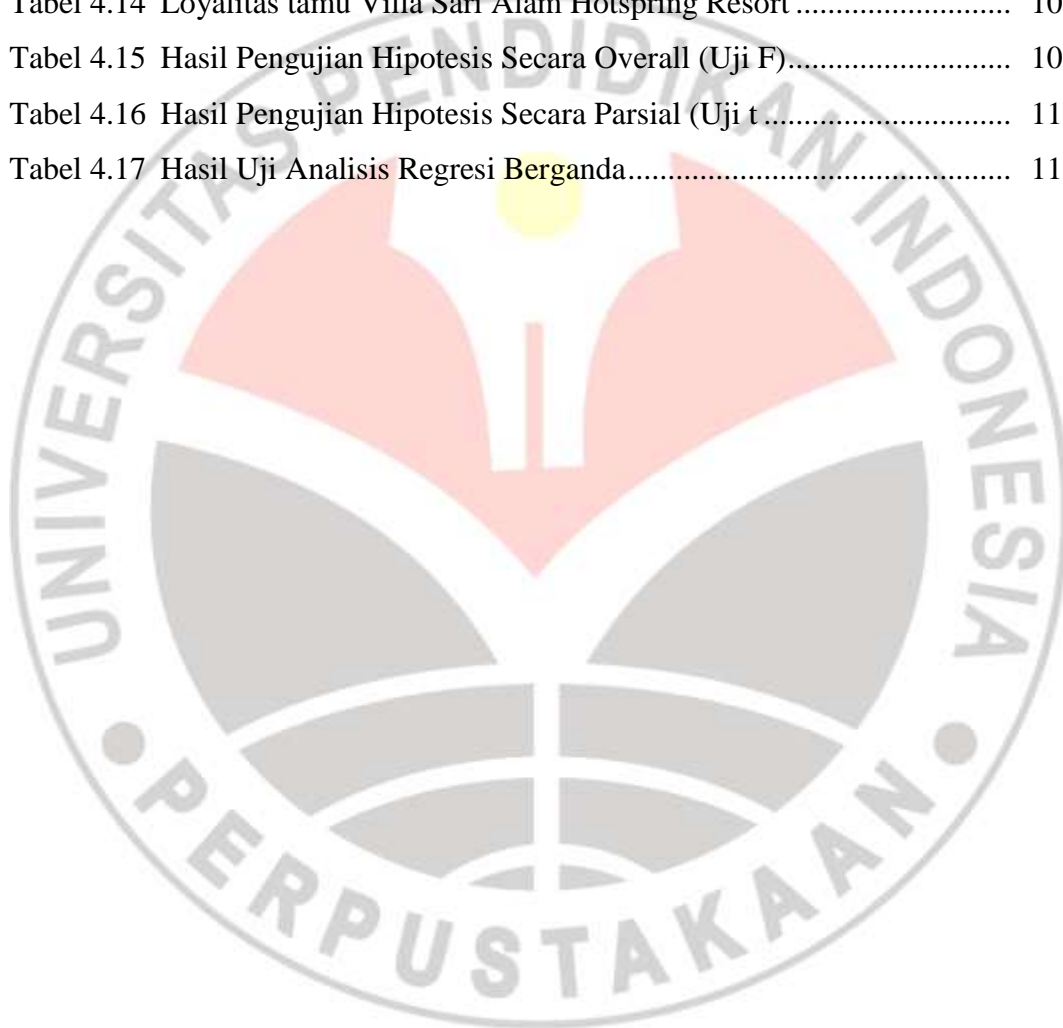 Tabel 4.14 Loyalitas tamu Villa Sari Alam Hotspring Resort ......................... 10
Tabel 4.15 Hasil Pengujian Hipotesis Secara Overall (Uji F)......................... 10
Tabel 4.16 Hasil Pengujian Hipotesis Secara Parsial (Uji t ............................ 11
Tabel 4.17 Hasil Uji Analisis Regresi Berganda............................................ 11
UNIVERSITAS PENDIDIKAN INDONESIA
PERPUSTAKAAN